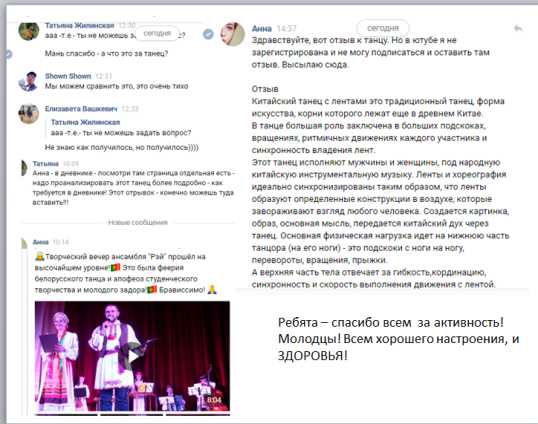 Татьяна Жилинская 12:30
ааа -т.е.- ты не можешь за
с?
сегодня
Мань спасибо - а что это за танец?
Shown Shown 12:31
Мы можем сравнить это, это очень тихо
Елизавета Вашкевич 12:33
Татьяна Жилинская
ааа -т.е.- ты не можешь задать вопрос?
Не знаю как получилось, но получилось))))
Татьяна 10:09
Анна - в дневнике - посмотри там страница отдельная есть -
надо проанализировать этот танец более подробно - как
требуется в дневнике! Этот отрывок - конечно можешь туда
вставить!!!
Новые сообщения
Анна 10:14
Творческий вечер ансамбля "Рэй" прошёл на
высочайшем уровне! Это была феерия
белорусского танца и апофеоз студенческого
творчества и молодого задора! Брависсимо!
8:04
Анна 14:37
сегодня
Здравствуйте, вот отзыв к танцу. Но в ютубе я не
зарегистрирована и не могу подписаться и оставить там
отзыв. Высылаю сюда.
Отзыв
Китайский танец с лентами это традиционный танец, форма
искусства, корни которого лежат еще в древнем Китае.
В танце большая роль заключена в больших подсоках,
вращениях, ритмичных движениях каждого участника и
синхронность владения лент.
Этот танец исполняют мужчины и женщины, под народную
китайскую инструментальную музыку. Ленты и хореография
идеально синхронизированы таким образом, что ленты
образуют определенные конструкции в воздухе, которые
завораживают взгляд любого человека. Создается картинка,
образ, основная мысль, передается китайский дух через
танец. Основная физическая нагрузка идет на нижнюю часть
танцора (на его ноги) - это подскоки с ноги на ногу,
перевороты, вращения, прыжки.
А верхняя часть тела отвечает за гибкость,кординацию,
синхронность и скорость выполнения движения с лентой.
Ребята – спасибо всем за активность!
Молодцы! Всем хорошего настроения, и
ЗДОРОВЬЯ!